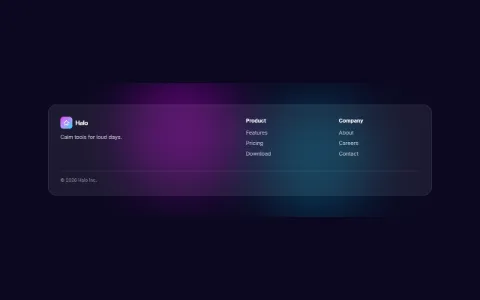 Halo
Calm tools for loud days.
Product
Features
Pricing
Download
Company
About
Careers
Contact
© 2030 Halo Inc.